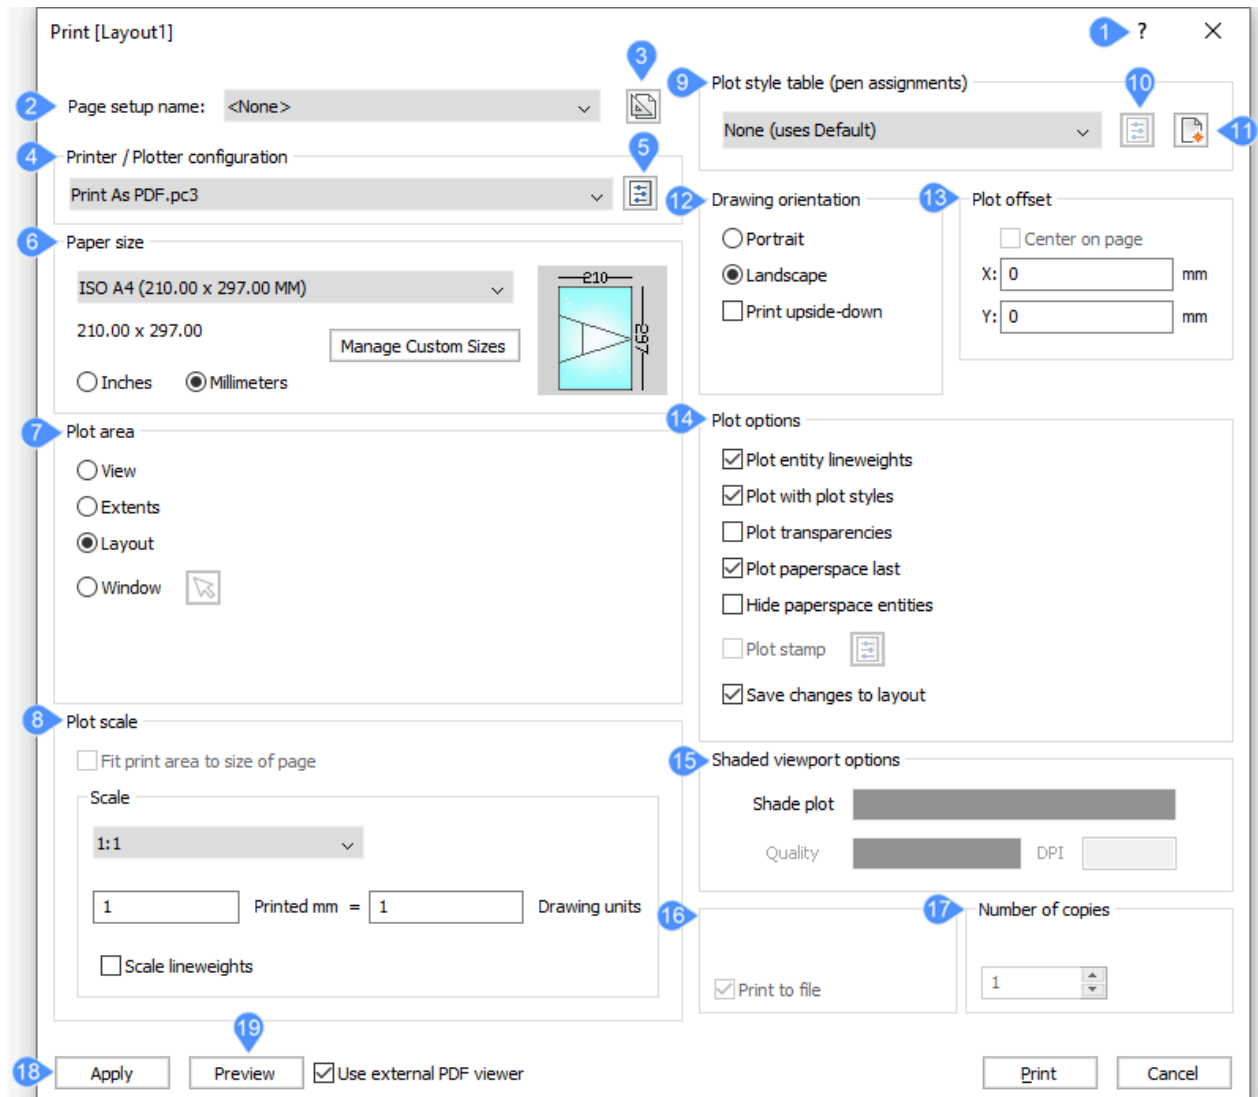 Print [Layout1]
1
?
2
Page setup name:
<None>
3
4
Printer / Plotter configuration
Print As PDF.pc3
5
6
Paper size
ISO A4 (210.00 x 297.00 MM)
210.00 x 297.00
Manage Custom Sizes
Inches
Millimeters
210
297
7
Plot area
View
Extents
Layout
Window
8
Plot scale
Fit print area to size of page
Scale
1:1
1
Printed mm =
1
Drawing units
Scale lineweights
9
Plot style table (pen assignments)
None (uses Default)
10
11
12
Drawing orientation
Portrait
Landscape
Print upside-down
13
Plot offset
Center on page
X:
0
mm
Y:
0
mm
14
Plot options
Plot entity lineweights
Plot with plot styles
Plot transparencies
Plot paperspace last
Hide paperspace entities
Plot stamp
Save changes to layout
15
Shaded viewport options
Shade plot
Quality
DPI
16
Print to file
17
Number of copies
1
18
Apply
19
Preview
Use external PDF viewer
Print
Cancel